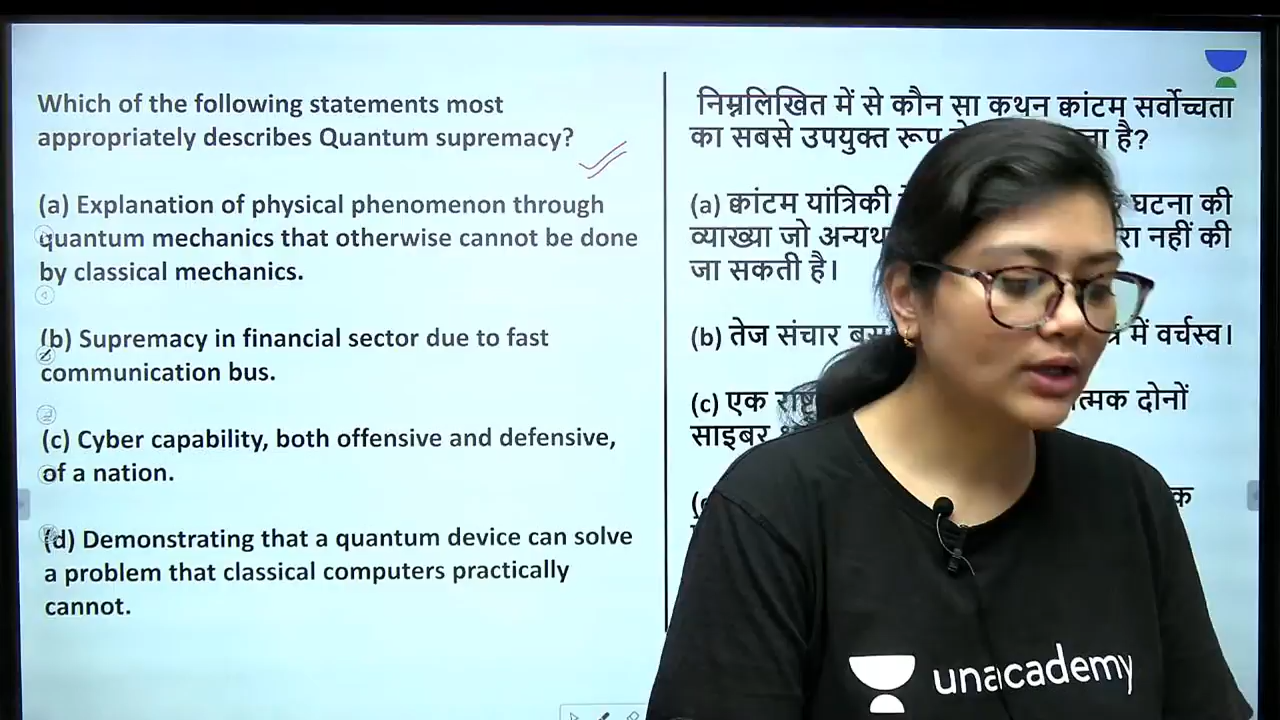 Which of the following statements most
appropriately describes Quantum supremacy?
(a) Explanation of physical phenomenon through
quantum mechanics that otherwise cannot be done
by classical mechanics.
(b) Supremacy in financial sector due to fast
communication bus.
(c) Cyber capability, both offensive and defensive,
of a nation.
(d) Demonstrating that a quantum device can solve
a problem that classical computers practically
cannot.
निम्नलिखित में से कौन सा कथन क्वांटम सर्वोच्चता
का सबसे उपयुक्त है?
(a) क्वांटम यांत्रिकी घटना की
व्याख्या जो नहीं की
जा सकती है।
(b) तेज संचार में वर्चस्व।
(c) एक दोनों
साइबर
unacademy